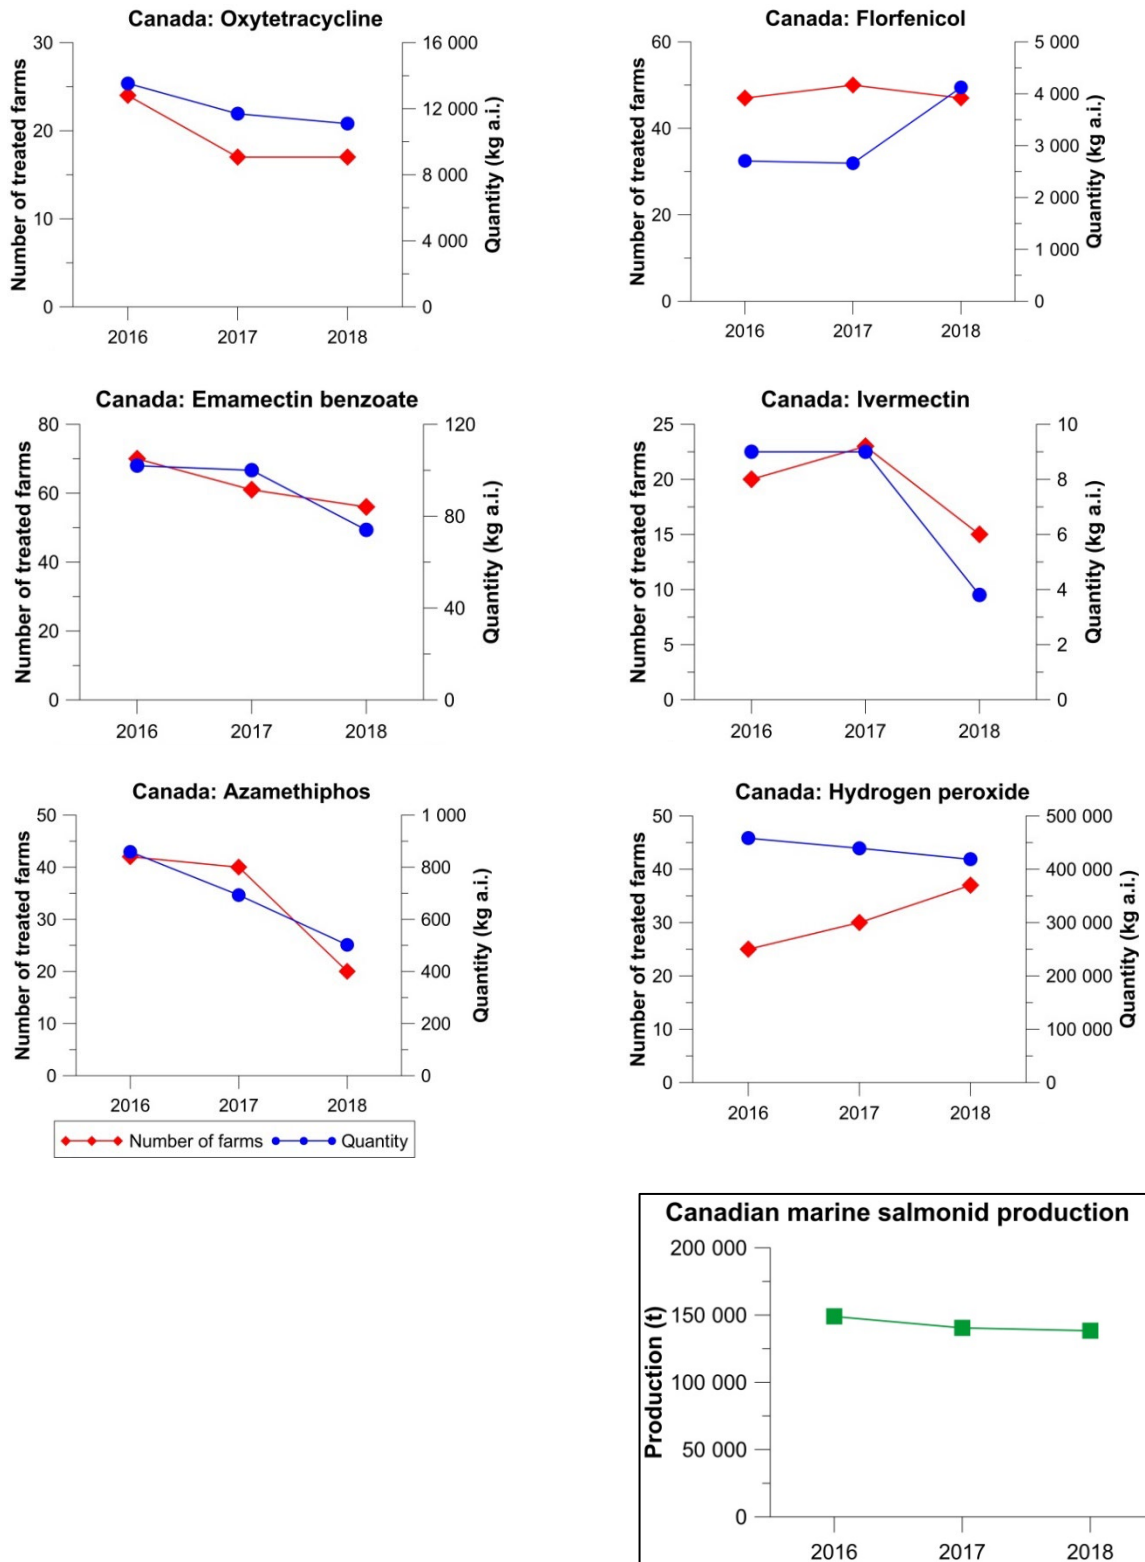 Canada: Oxytetracycline
Number of treated farms
30
20
10
0
16 000
12 000
8 000
4 000
0
Quantity (kg a.i.)
2016 2017 2018
Canada: Florfenicol
Number of treated farms
60
40
20
0
5 000
4 000
3 000
2 000
1 000
0
Quantity (kg a.i.)
2016 2017 2018
Canada: Emamectin benzoate
Number of treated farms
80
60
40
20
0
120
80
40
0
Quantity (kg a.i.)
2016 2017 2018
Canada: Ivermectin
Number of treated farms
25
20
15
10
5
0
10
8
6
4
2
0
Quantity (kg a.i.)
2016 2017 2018
Canada: Azamethiphos
Number of treated farms
50
40
30
20
10
0
1 000
800
600
400
200
0
Quantity (kg a.i.)
2016 2017 2018
Number of farms Quantity
Canada: Hydrogen peroxide
Number of treated farms
50
40
30
20
10
0
500 000
400 000
300 000
200 000
100 000
0
Quantity (kg a.i.)
2016 2017 2018
Canadian marine salmonid production
Production (t)
200 000
150 000
100 000
50 000
0
2016 2017 2018